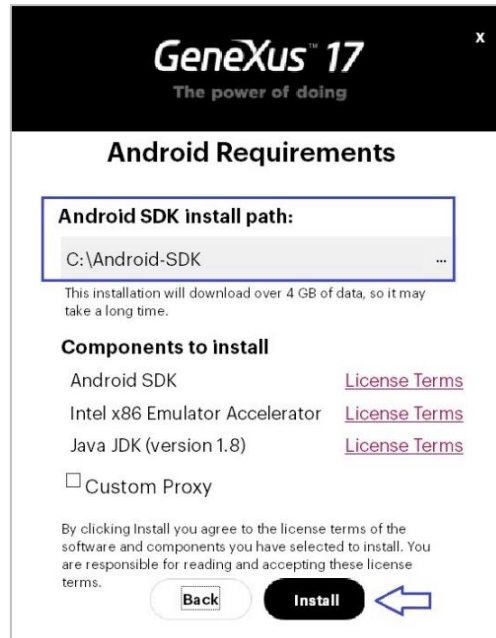 x
GeneXus™ 17
The power of doing
Android Requirements
Android SDK install path:
C:\Android-SDK ...
This installation will download over 4 GB of data, so it may
take a long time.
Components to install
Android SDK License Terms
Intel x86 Emulator Accelerator License Terms
Java JDK (version 1.8) License Terms
Custom Proxy
By clicking Install you agree to the license terms of the
software and components you have selected to install. You
are responsible for reading and accepting these license
terms.
Back Install